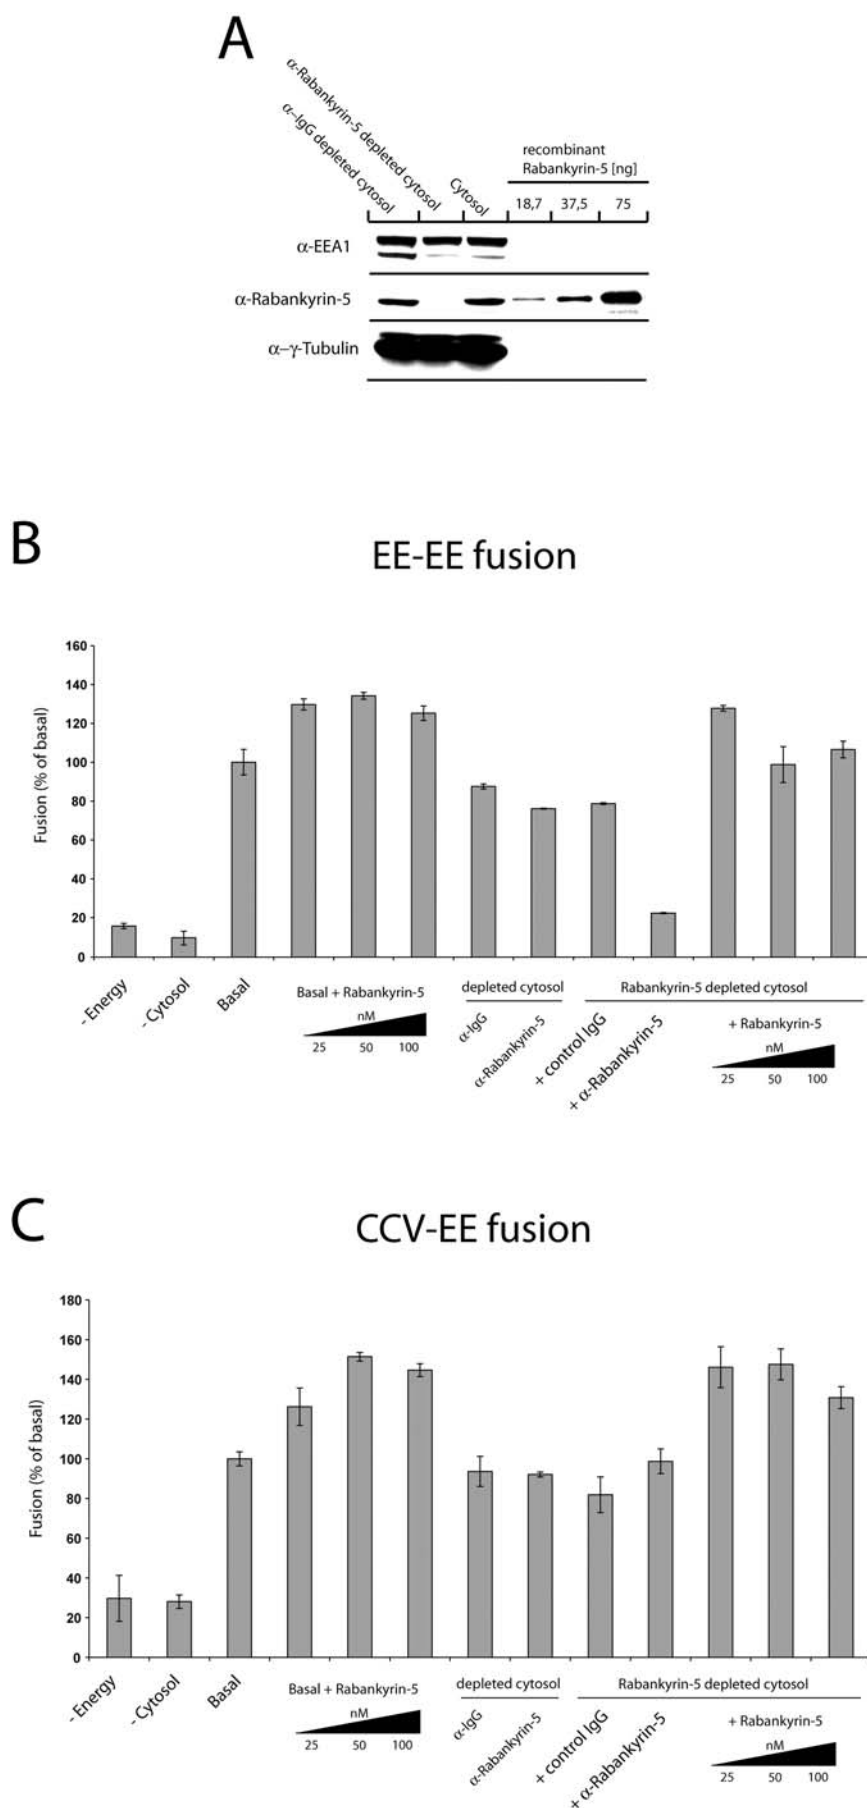 A
α-Rabankyrin-5 depleted cytosol
α–IgG depleted cytosol
Cytosol
recombinant
Rabankyrin-5 [ng]
18,7 37,5 75
α-EEA1
α-Rabankyrin-5
α–γ-Tubulin
B
EE-EE fusion
Fusion (% of basal)
160
140
120
100
80
60
40
20
0
- Energy
- Cytosol
Basal
Basal + Rabankyrin-5
nM
25 50 100
depleted cytosol
α-IgG
α-Rabankyrin-5
Rabankyrin-5 depleted cytosol
+ control IgG
+ α-Rabankyrin-5
+ Rabankyrin-5
nM
25 50 100
C
CCV-EE fusion
Fusion (% of basal)
180
160
140
120
100
80
60
40
20
0
- Energy
- Cytosol
Basal
Basal + Rabankyrin-5
nM
25 50 100
depleted cytosol
α-IgG
α-Rabankyrin-5
Rabankyrin-5 depleted cytosol
+ control IgG
+ α-Rabankyrin-5
+ Rabankyrin-5
nM
25 50 100